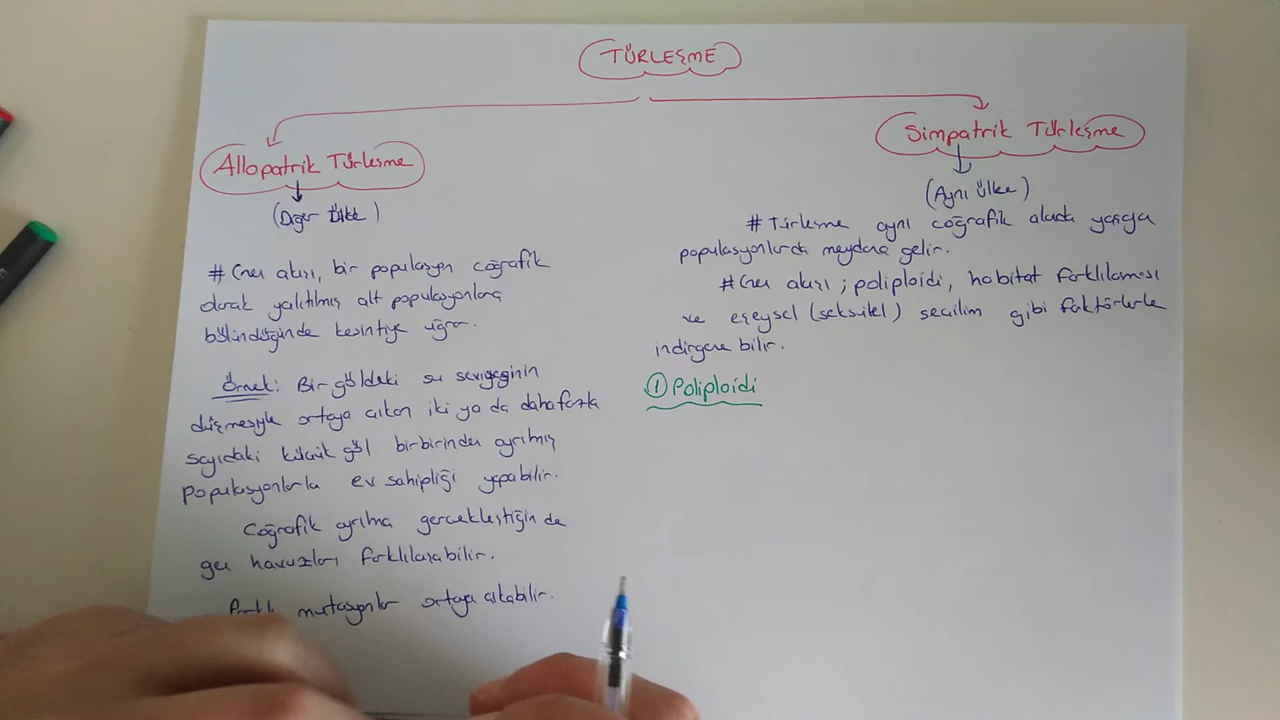 TÜRLEŞME
Allopatrik Türleşme
(Diğer Ülke)
# Gen akışı, bir populasyon coğrafik
olarak yalıtılmış alt populasyonlara
bölündüğünde kesintiye uğrar.
Örnek: Bir göldeki su seviyesinin
düşmesiyle ortaya çıkan iki ya da daha fazla
sayıdaki küçük göl birbirinden ayrılmış
populasyonlarla ev sahipliği yapabilir.
Coğrafik ayrılma gerçekleştiğinde
gen havuzları farklılaşabilir.
Farklı mutasyonlar ortaya çıkabilir.
Simpatrik Türleşme
(Aynı Ülke)
# Türleşme aynı coğrafik alanda yaşayan
populasyonlarda meydana gelir.
# Gen akışı; poliploidi, habitat farklılaşması
ve eşeysel (seksüel) seçilim gibi faktörlerle
indirgenebilir.
① Poliploidi